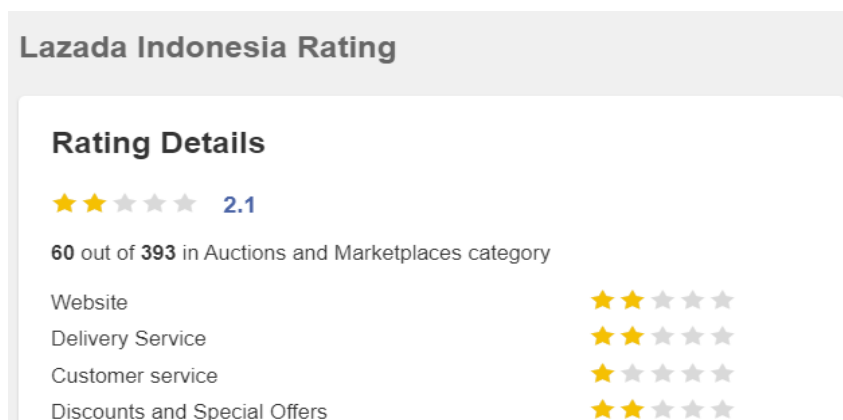 Lazada Indonesia Rating
Rating Details
2.1
60 out of 393 in Auctions and Marketplaces category
Website
Delivery Service
Customer service
Discounts and Special Offers